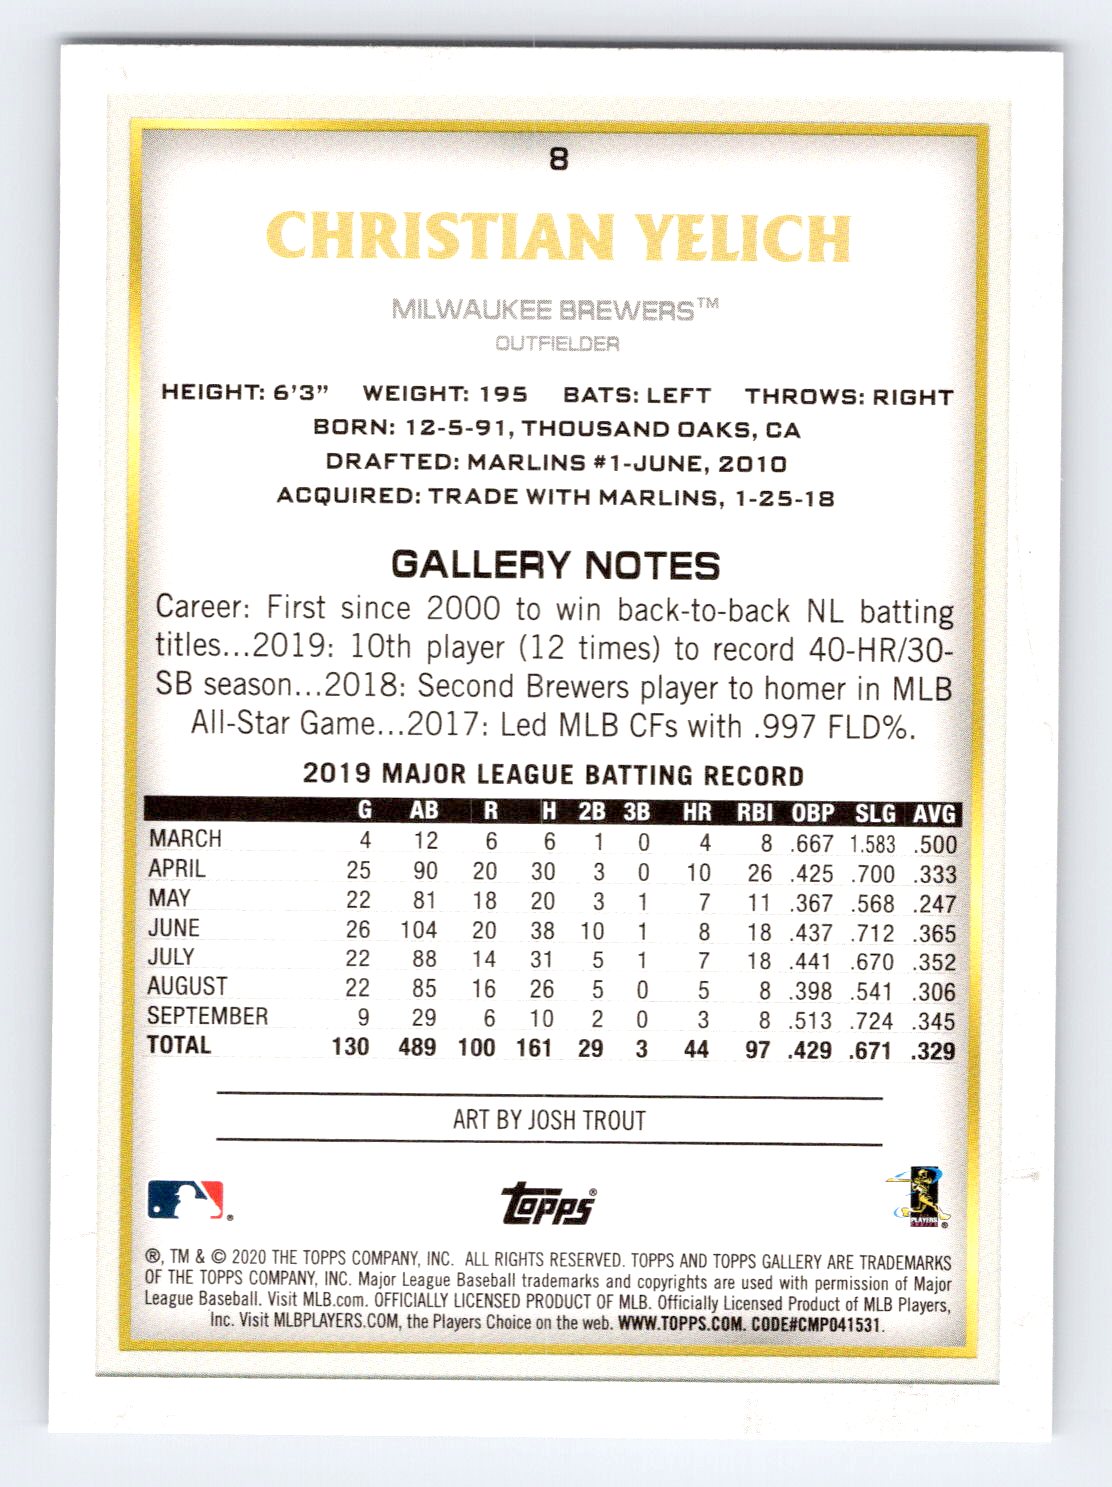 8
CHRISTIAN YELICH
MILWAUKEE BREWERS™
OUTFIELDER
HEIGHT: 6'3" WEIGHT: 195 BATS: LEFT THROWS: RIGHT
BORN: 12-5-91, THOUSAND OAKS, CA
DRAFTED: MARLINS #1-JUNE, 2010
ACQUIRED: TRADE WITH MARLINS, 1-25-18
GALLERY NOTES
Career: First since 2000 to win back-to-back NL batting
titles...2019: 10th player (12 times) to record 40-HR/30-
SB season...2018: Second Brewers player to homer in MLB
All-Star Game...2017: Led MLB CFs with .997 FLD%.
2019 MAJOR LEAGUE BATTING RECORD
G AB R H 2B 3B HR RBI OBP SLG AVG
MARCH 4 12 6 6 1 0 4 8 .667 1.583 .500
APRIL 25 90 20 30 3 0 10 26 .425 .700 .333
MAY 22 81 18 20 3 1 7 11 .367 .568 .247
JUNE 26 104 20 38 10 1 8 18 .437 .712 .365
JULY 22 88 14 31 5 1 7 18 .441 .670 .352
AUGUST 22 85 16 26 5 0 5 8 .398 .541 .306
SEPTEMBER 9 29 6 10 2 0 3 8 .513 .724 .345
TOTAL 130 489 100 161 29 3 44 97 .429 .671 .329
ART BY JOSH TROUT
®
topps®
PLAYERS
®
®, TM & © 2020 THE TOPPS COMPANY, INC. ALL RIGHTS RESERVED. TOPPS AND TOPPS GALLERY ARE TRADEMARKS
OF THE TOPPS COMPANY, INC. Major League Baseball trademarks and copyrights are used with permission of Major
League Baseball. Visit MLB.com. OFFICIALLY LICENSED PRODUCT OF MLB. Officially Licensed Product of MLB Players,
Inc. Visit MLBPLAYERS.COM, the Players Choice on the web. WWW.TOPPS.COM. CODE#CMP041531.